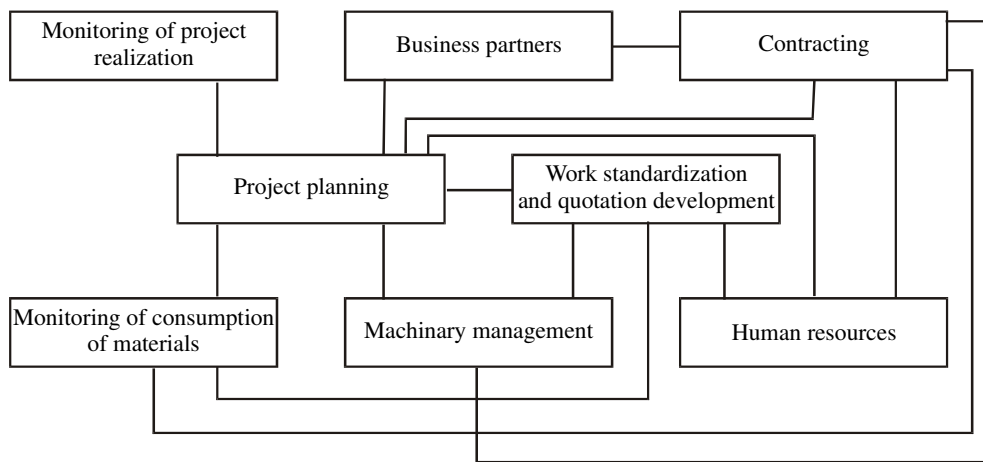 Monitoring of project
realization
Business partners
Contracting
Project planning
Work standardization
and quotation development
Monitoring of consumption
of materials
Machinary management
Human resources